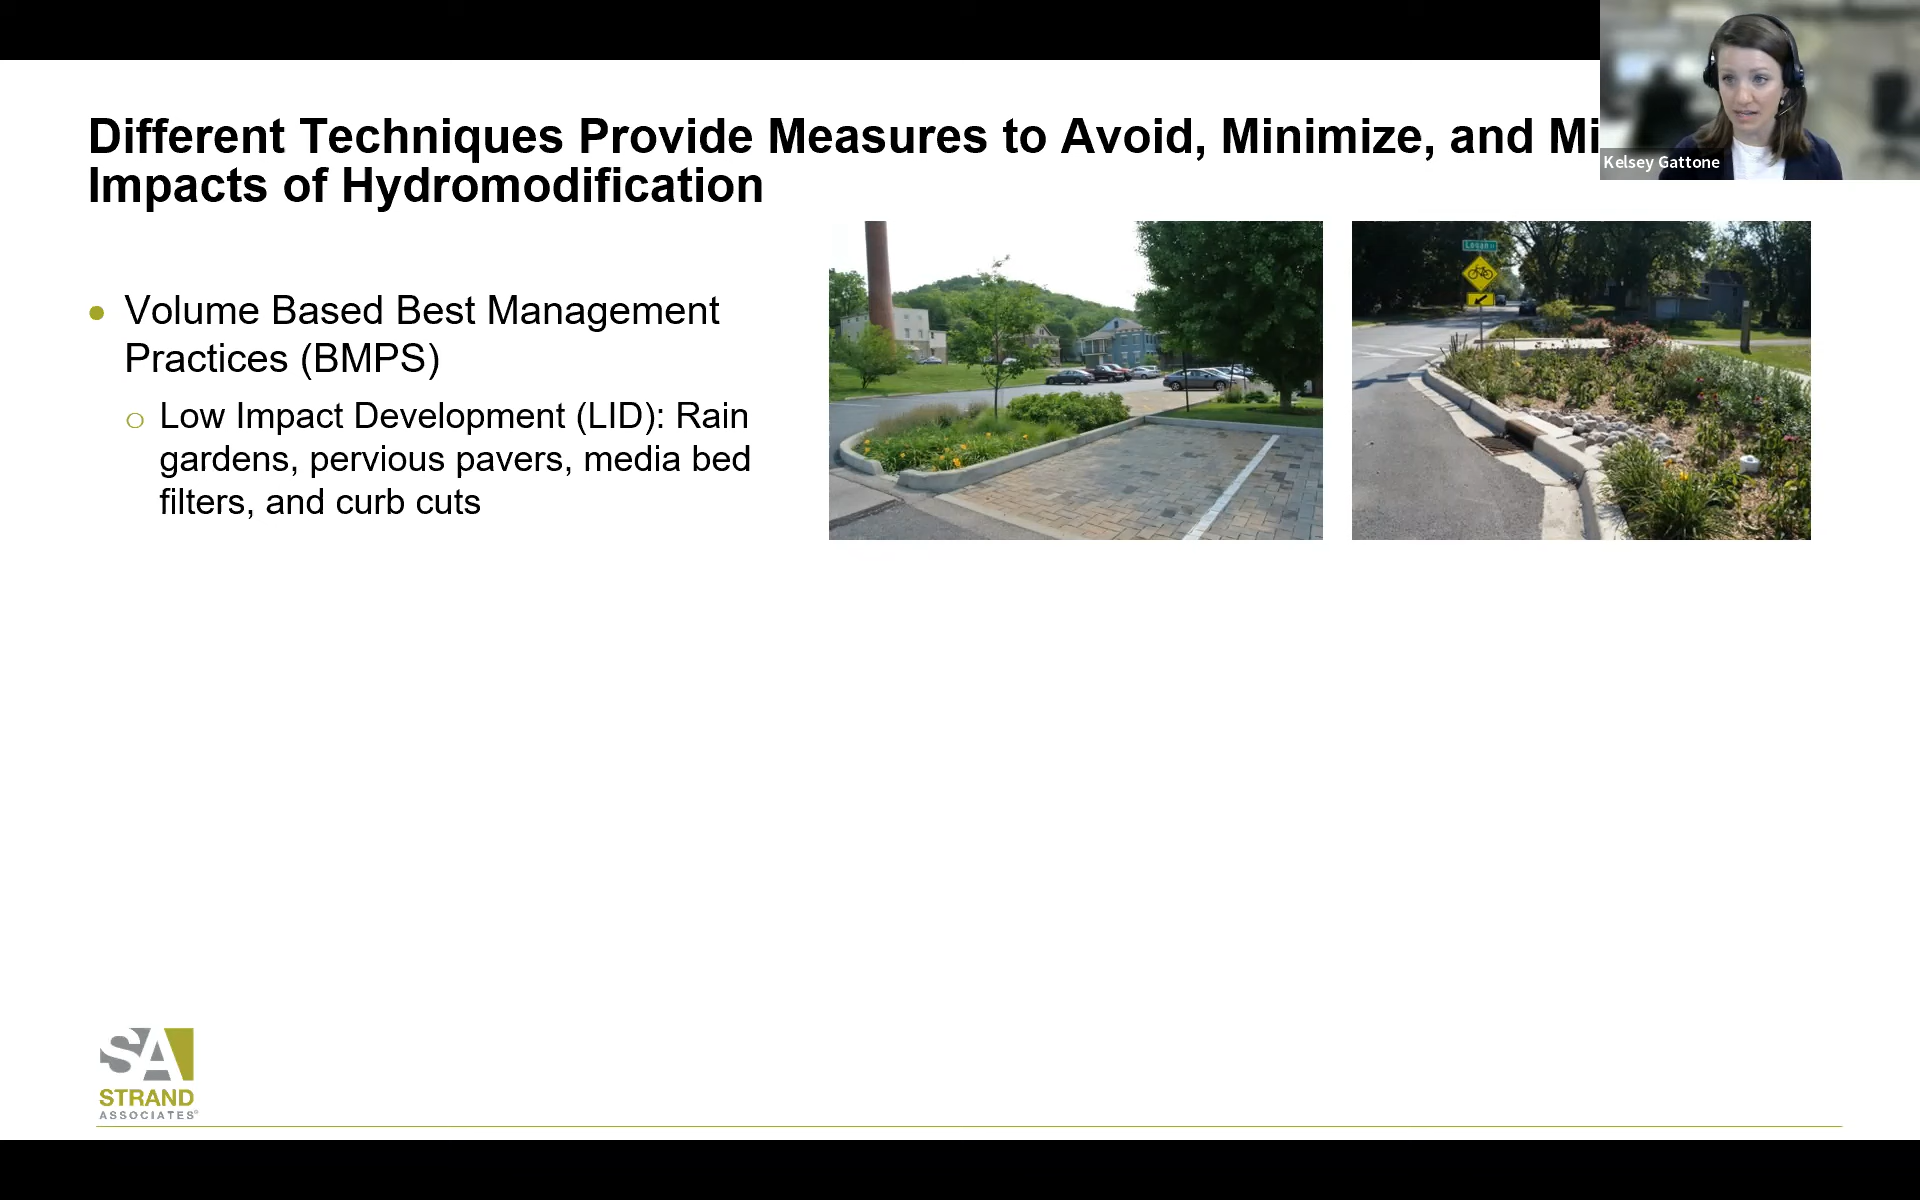 Different Techniques Provide Measures to Avoid, Minimize, and Mi
Impacts of Hydromodification
Kelsey Gattone
Volume Based Best Management
Practices (BMPS)
Low Impact Development (LID): Rain
gardens, pervious pavers, media bed
filters, and curb cuts
Logan
SA
STRAND
ASSOCIATES®